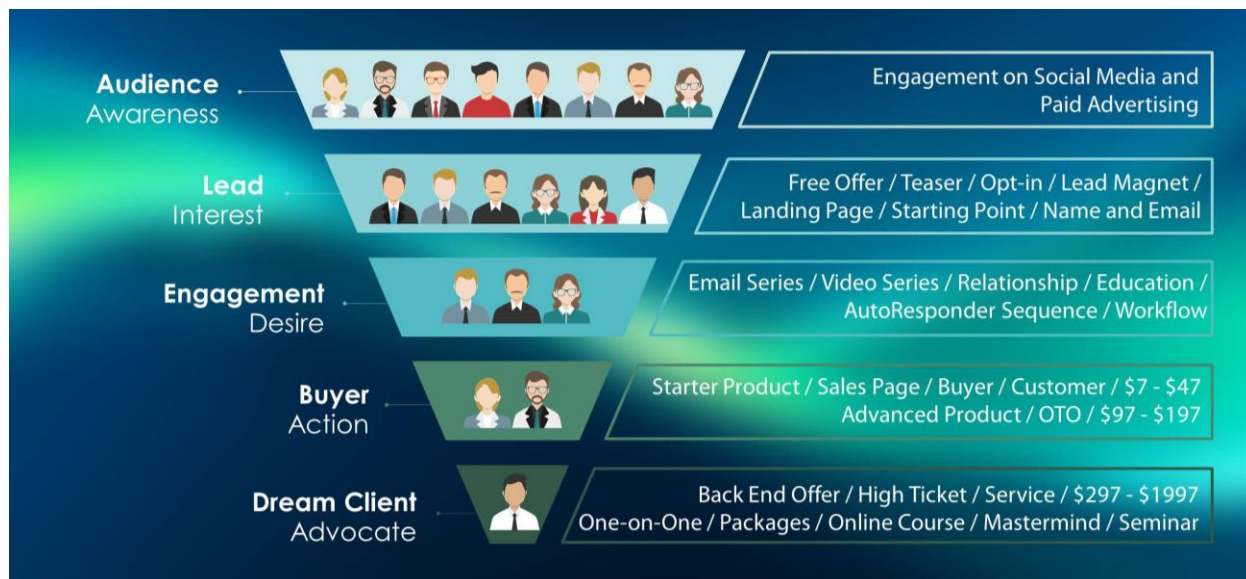 Audience
Awareness
Engagement on Social Media and
Paid Advertising
Lead
Interest
Free Offer / Teaser / Opt-in / Lead Magnet /
Landing Page / Starting Point / Name and Email
Engagement
Desire
Email Series / Video Series / Relationship / Education /
AutoResponder Sequence / Workflow
Buyer
Action
Starter Product / Sales Page / Buyer / Customer / $7 - $47
Advanced Product / OTO / $97 - $197
Dream Client
Advocate
Back End Offer / High Ticket / Service / $297 - $1997
One-on-One / Packages / Online Course / Mastermind / Seminar